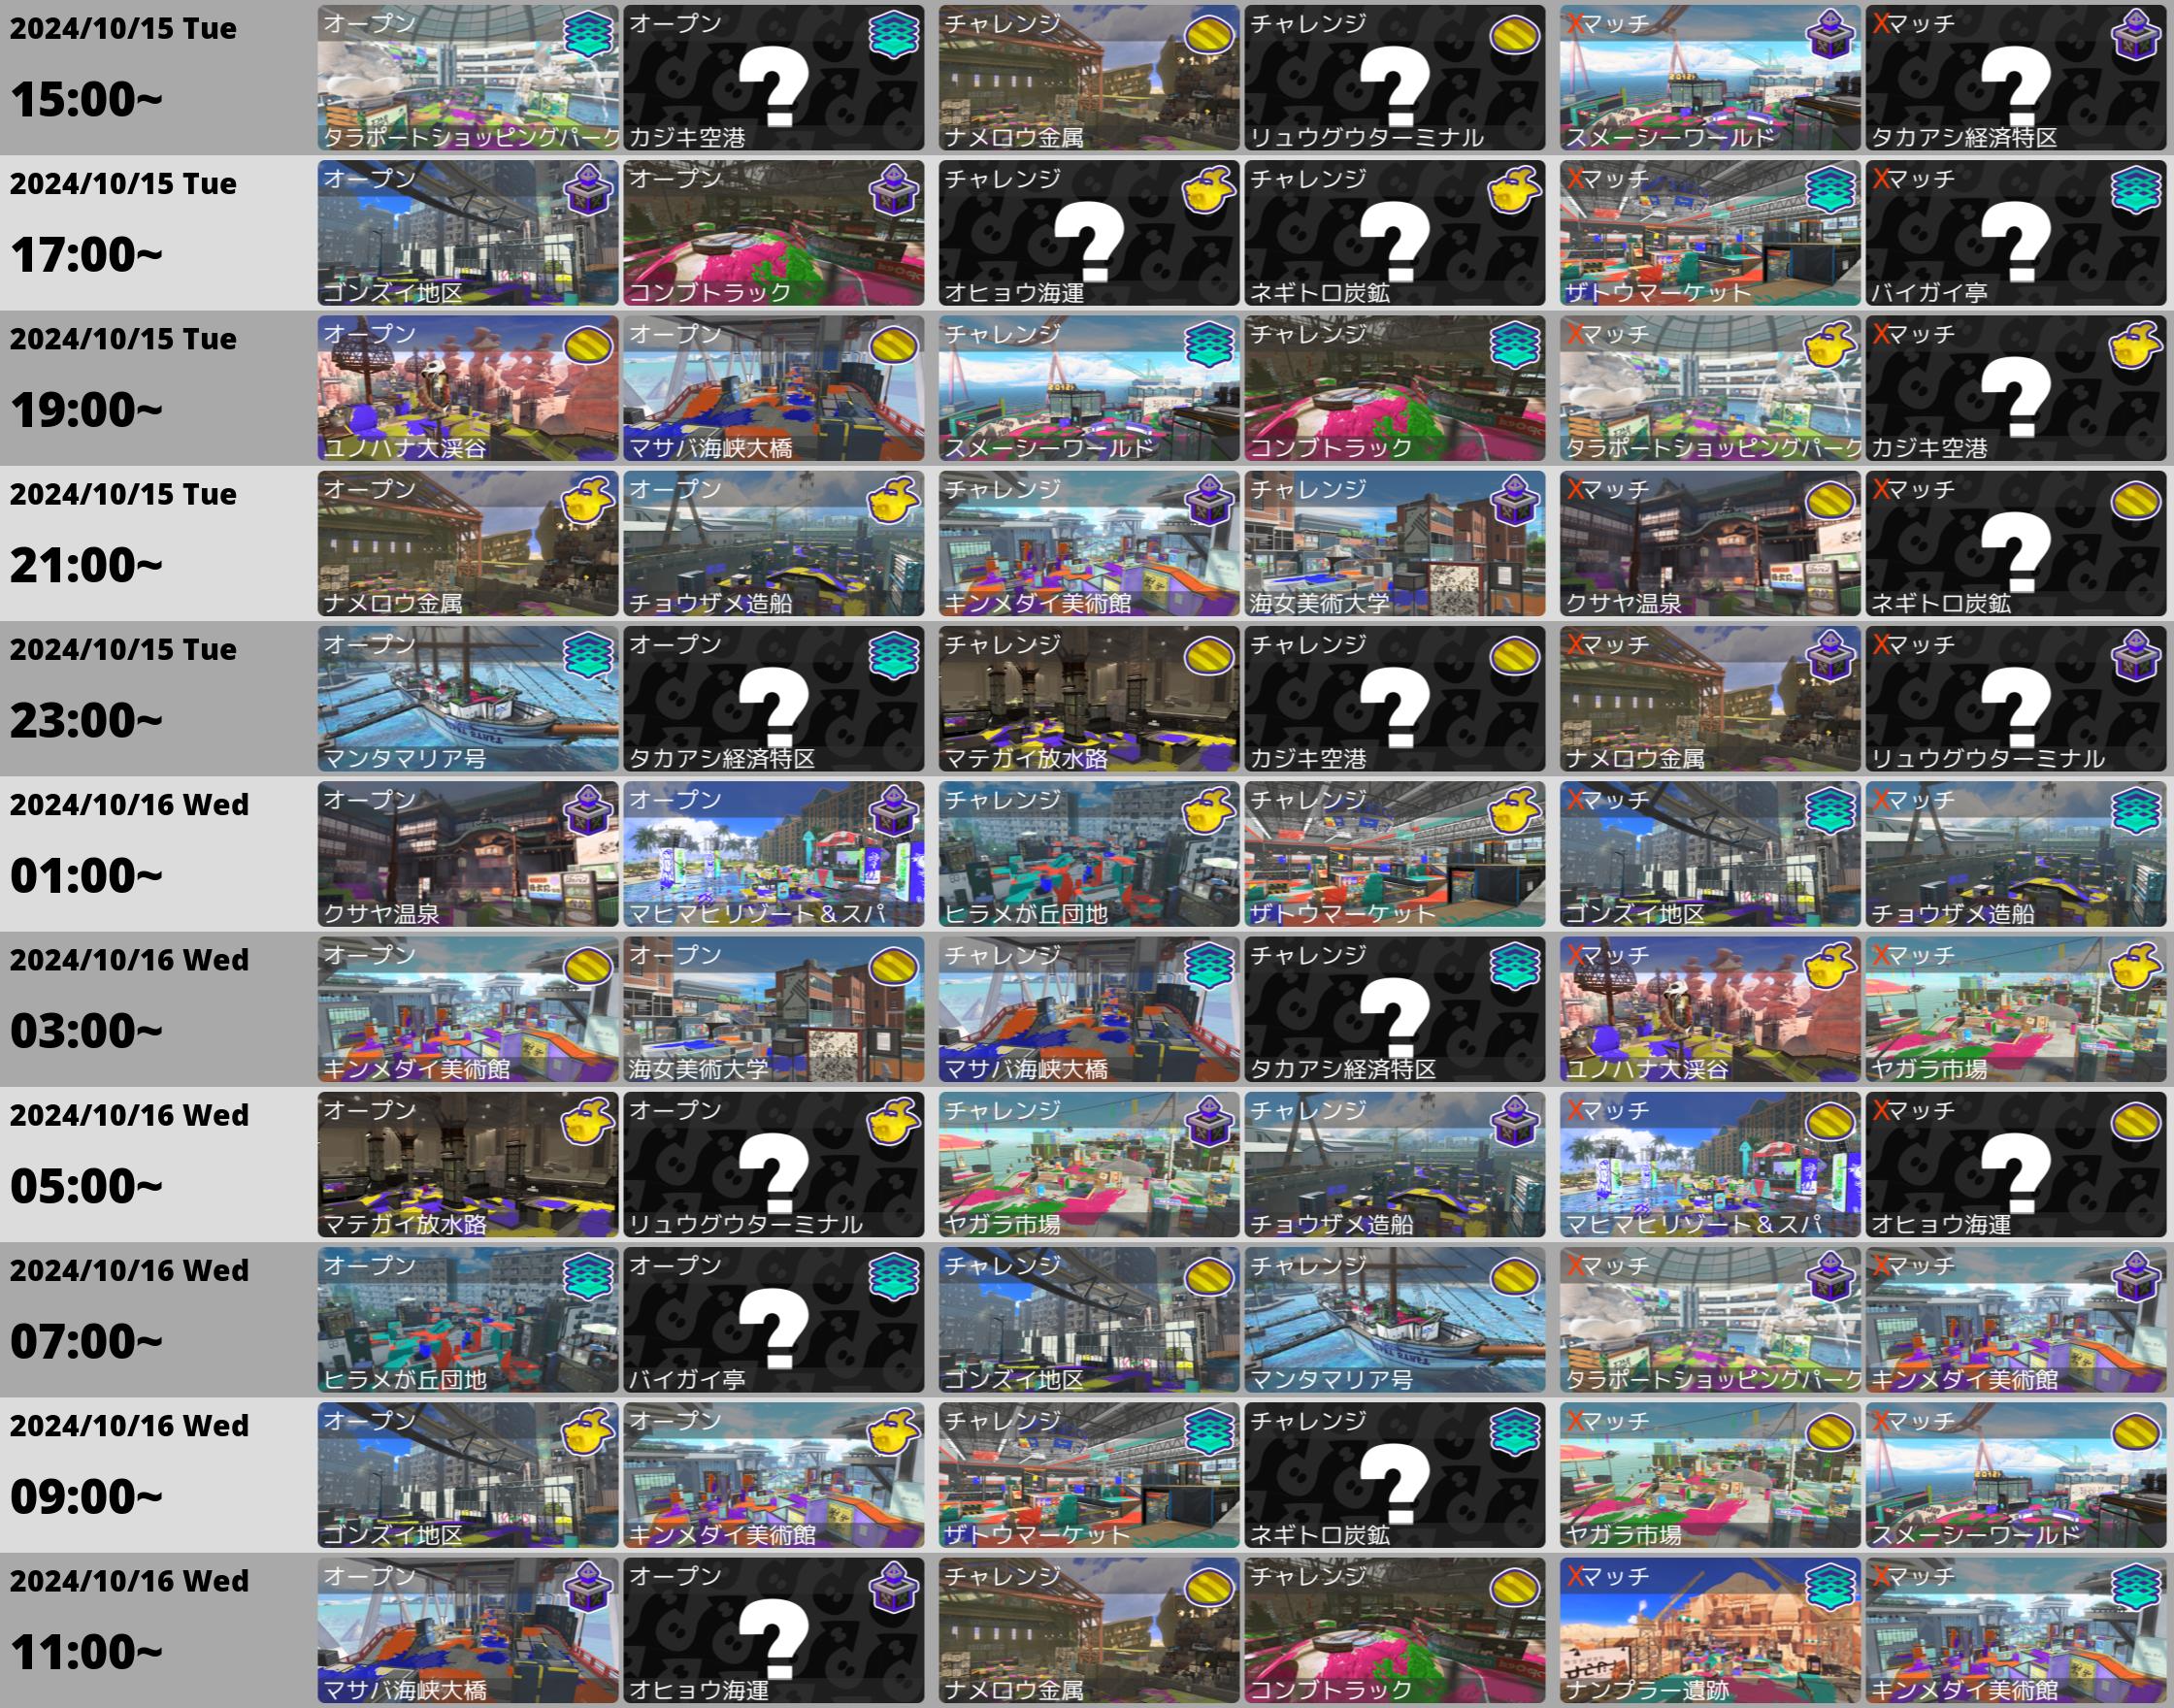 2024/10/15 Tue
15:00~
オープン オープン チャレンジ チャレンジ Xマッチ Xマッチ
タラポートショッピングパーク カジキ空港 ナメロウ金属 リュウグウターミナル スメーシーワールド タカアシ経済特区
2024/10/15 Tue
17:00~
オープン オープン チャレンジ チャレンジ Xマッチ Xマッチ
ゴンズイ地区 コンブトラック オヒョウ海運 ネギトロ炭鉱 ザトウマーケット バイガイ亭
2024/10/15 Tue
19:00~
オープン オープン チャレンジ チャレンジ Xマッチ Xマッチ
ユノハナ大渓谷 マサバ海峡大橋 スメーシーワールド コンブトラック タラポートショッピングパーク カジキ空港
2024/10/15 Tue
21:00~
オープン オープン チャレンジ チャレンジ Xマッチ Xマッチ
ナメロウ金属 チョウザメ造船 キンメダイ美術館 海女美術大学 クサヤ温泉 ネギトロ炭鉱
2024/10/15 Tue
23:00~
オープン オープン チャレンジ チャレンジ Xマッチ Xマッチ
マンタマリア号 タカアシ経済特区 マテガイ放水路 カジキ空港 ナメロウ金属 リュウグウターミナル
2024/10/16 Wed
01:00~
オープン オープン チャレンジ チャレンジ Xマッチ Xマッチ
クサヤ温泉 マヒマヒリゾート&スパ ヒラメが丘団地 ザトウマーケット ゴンズイ地区 チョウザメ造船
2024/10/16 Wed
03:00~
オープン オープン チャレンジ チャレンジ Xマッチ Xマッチ
キンメダイ美術館 海女美術大学 マサバ海峡大橋 タカアシ経済特区 ユノハナ大渓谷 ヤガラ市場
2024/10/16 Wed
05:00~
オープン オープン チャレンジ チャレンジ Xマッチ Xマッチ
マテガイ放水路 リュウグウターミナル ヤガラ市場 チョウザメ造船 マヒマヒリゾート&スパ オヒョウ海運
2024/10/16 Wed
07:00~
オープン オープン チャレンジ チャレンジ Xマッチ Xマッチ
ヒラメが丘団地 バイガイ亭 ゴンズイ地区 マンタマリア号 タラポートショッピングパーク キンメダイ美術館
2024/10/16 Wed
09:00~
オープン オープン チャレンジ チャレンジ Xマッチ Xマッチ
ゴンズイ地区 キンメダイ美術館 ザトウマーケット ネギトロ炭鉱 ヤガラ市場 スメーシーワールド
2024/10/16 Wed
11:00~
オープン オープン チャレンジ チャレンジ Xマッチ Xマッチ
マサバ海峡大橋 オヒョウ海運 ナメロウ金属 コンブトラック ナンプラー遺跡 キンメダイ美術館